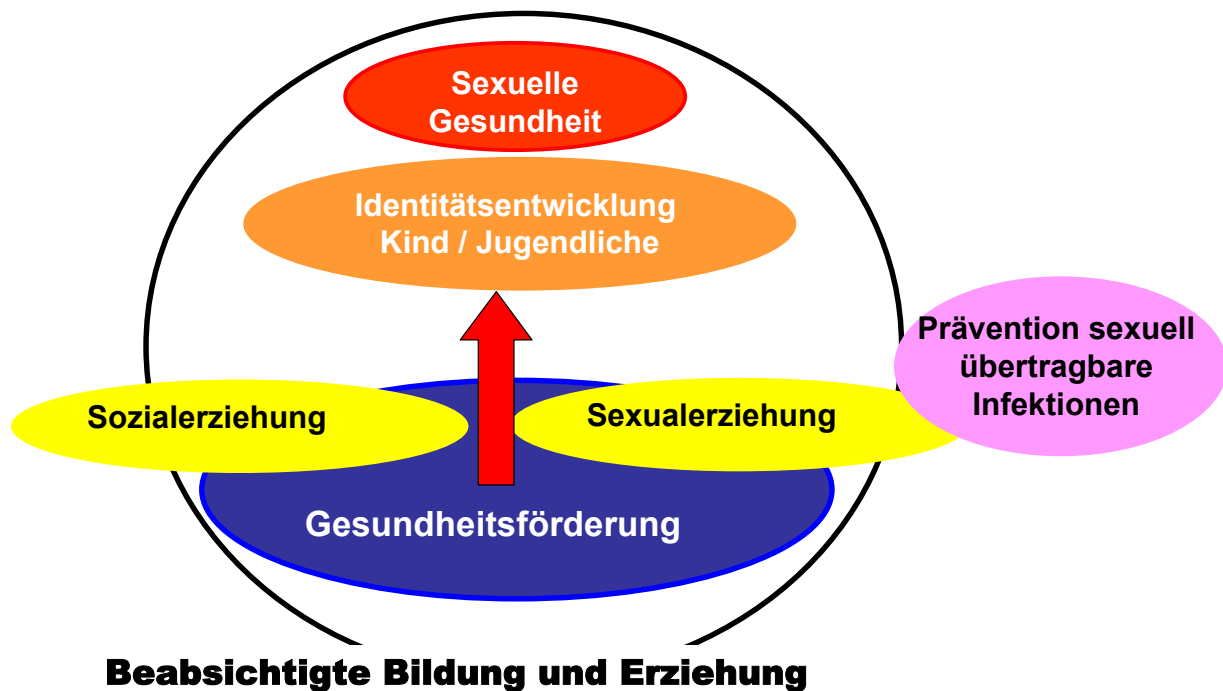 Sexuelle
Gesundheit
Identitätsentwicklung
Kind / Jugendliche
Prävention sexuell
übertragbare
Infektionen
Sozialerziehung
Sexualerziehung
Gesundheitsförderung
Beabsichtigte Bildung und Erziehung